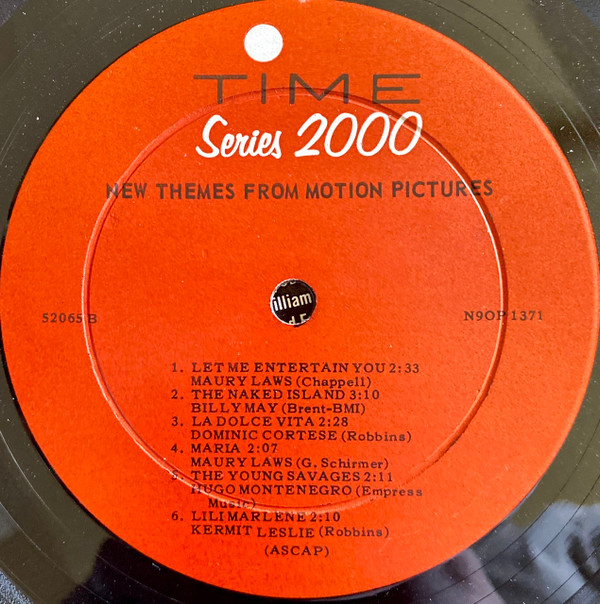 TIME
Series 2000
NEW THEMES FROM MOTION PICTURES
illiam
52065 B
N9OP 1371
1. LET ME ENTERTAIN YOU 2:33
MAURY LAWS (Chappell)
2. THE NAKED ISLAND 3:10
BILLY MAY (Brent-BMI)
3. LA DOLCE VITA 2:28
DOMINIC CORTESE (Robbins)
4. MARIA 2:07
MAURY LAWS (G. Schirmer)
5. THE YOUNG SAVAGES 2:11
HUGO MONTENEGRO (Empress
Music)
6. LILI MARLENE 2:10
KERMIT LESLIE (Robbins)
(ASCAP)